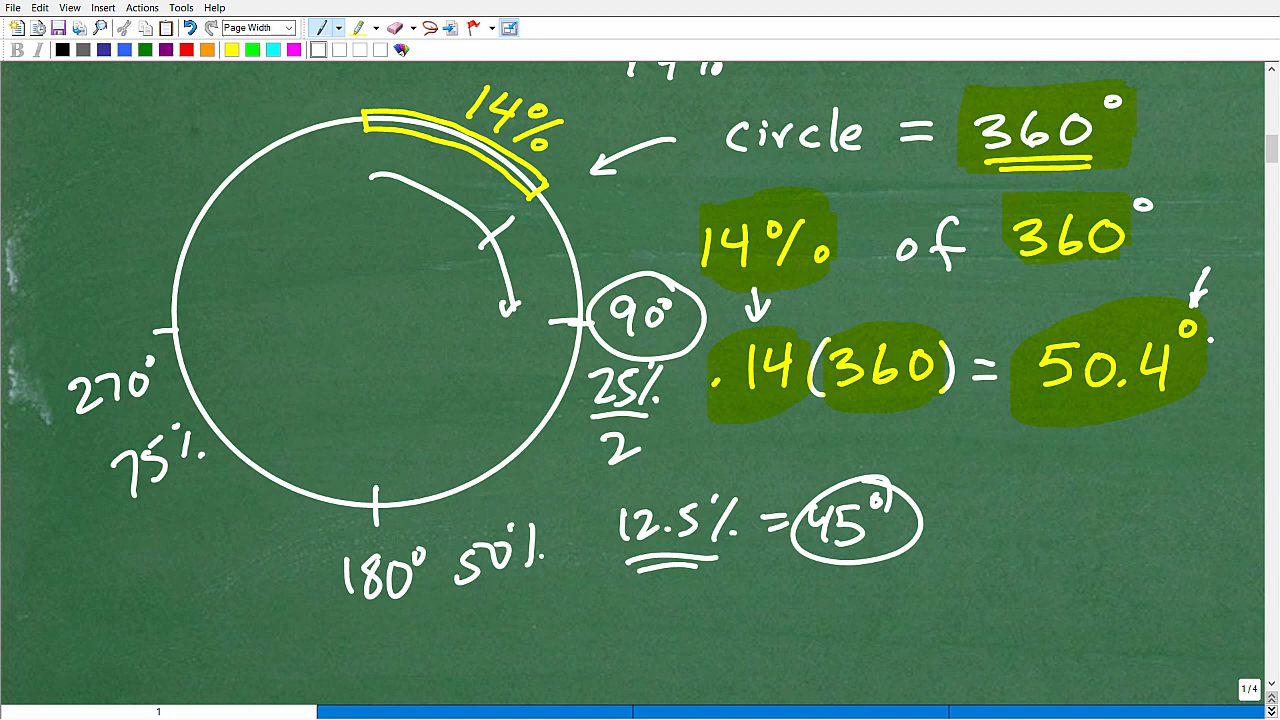 File Edit View Insert Actions Tools Help
Page Width
B I
14%
circle = 360°
14% of 360°
.14 (360) = 50.4°.
90°
25%
2
270°
75%
12.5% = 45°
180° 50%
1/4
1